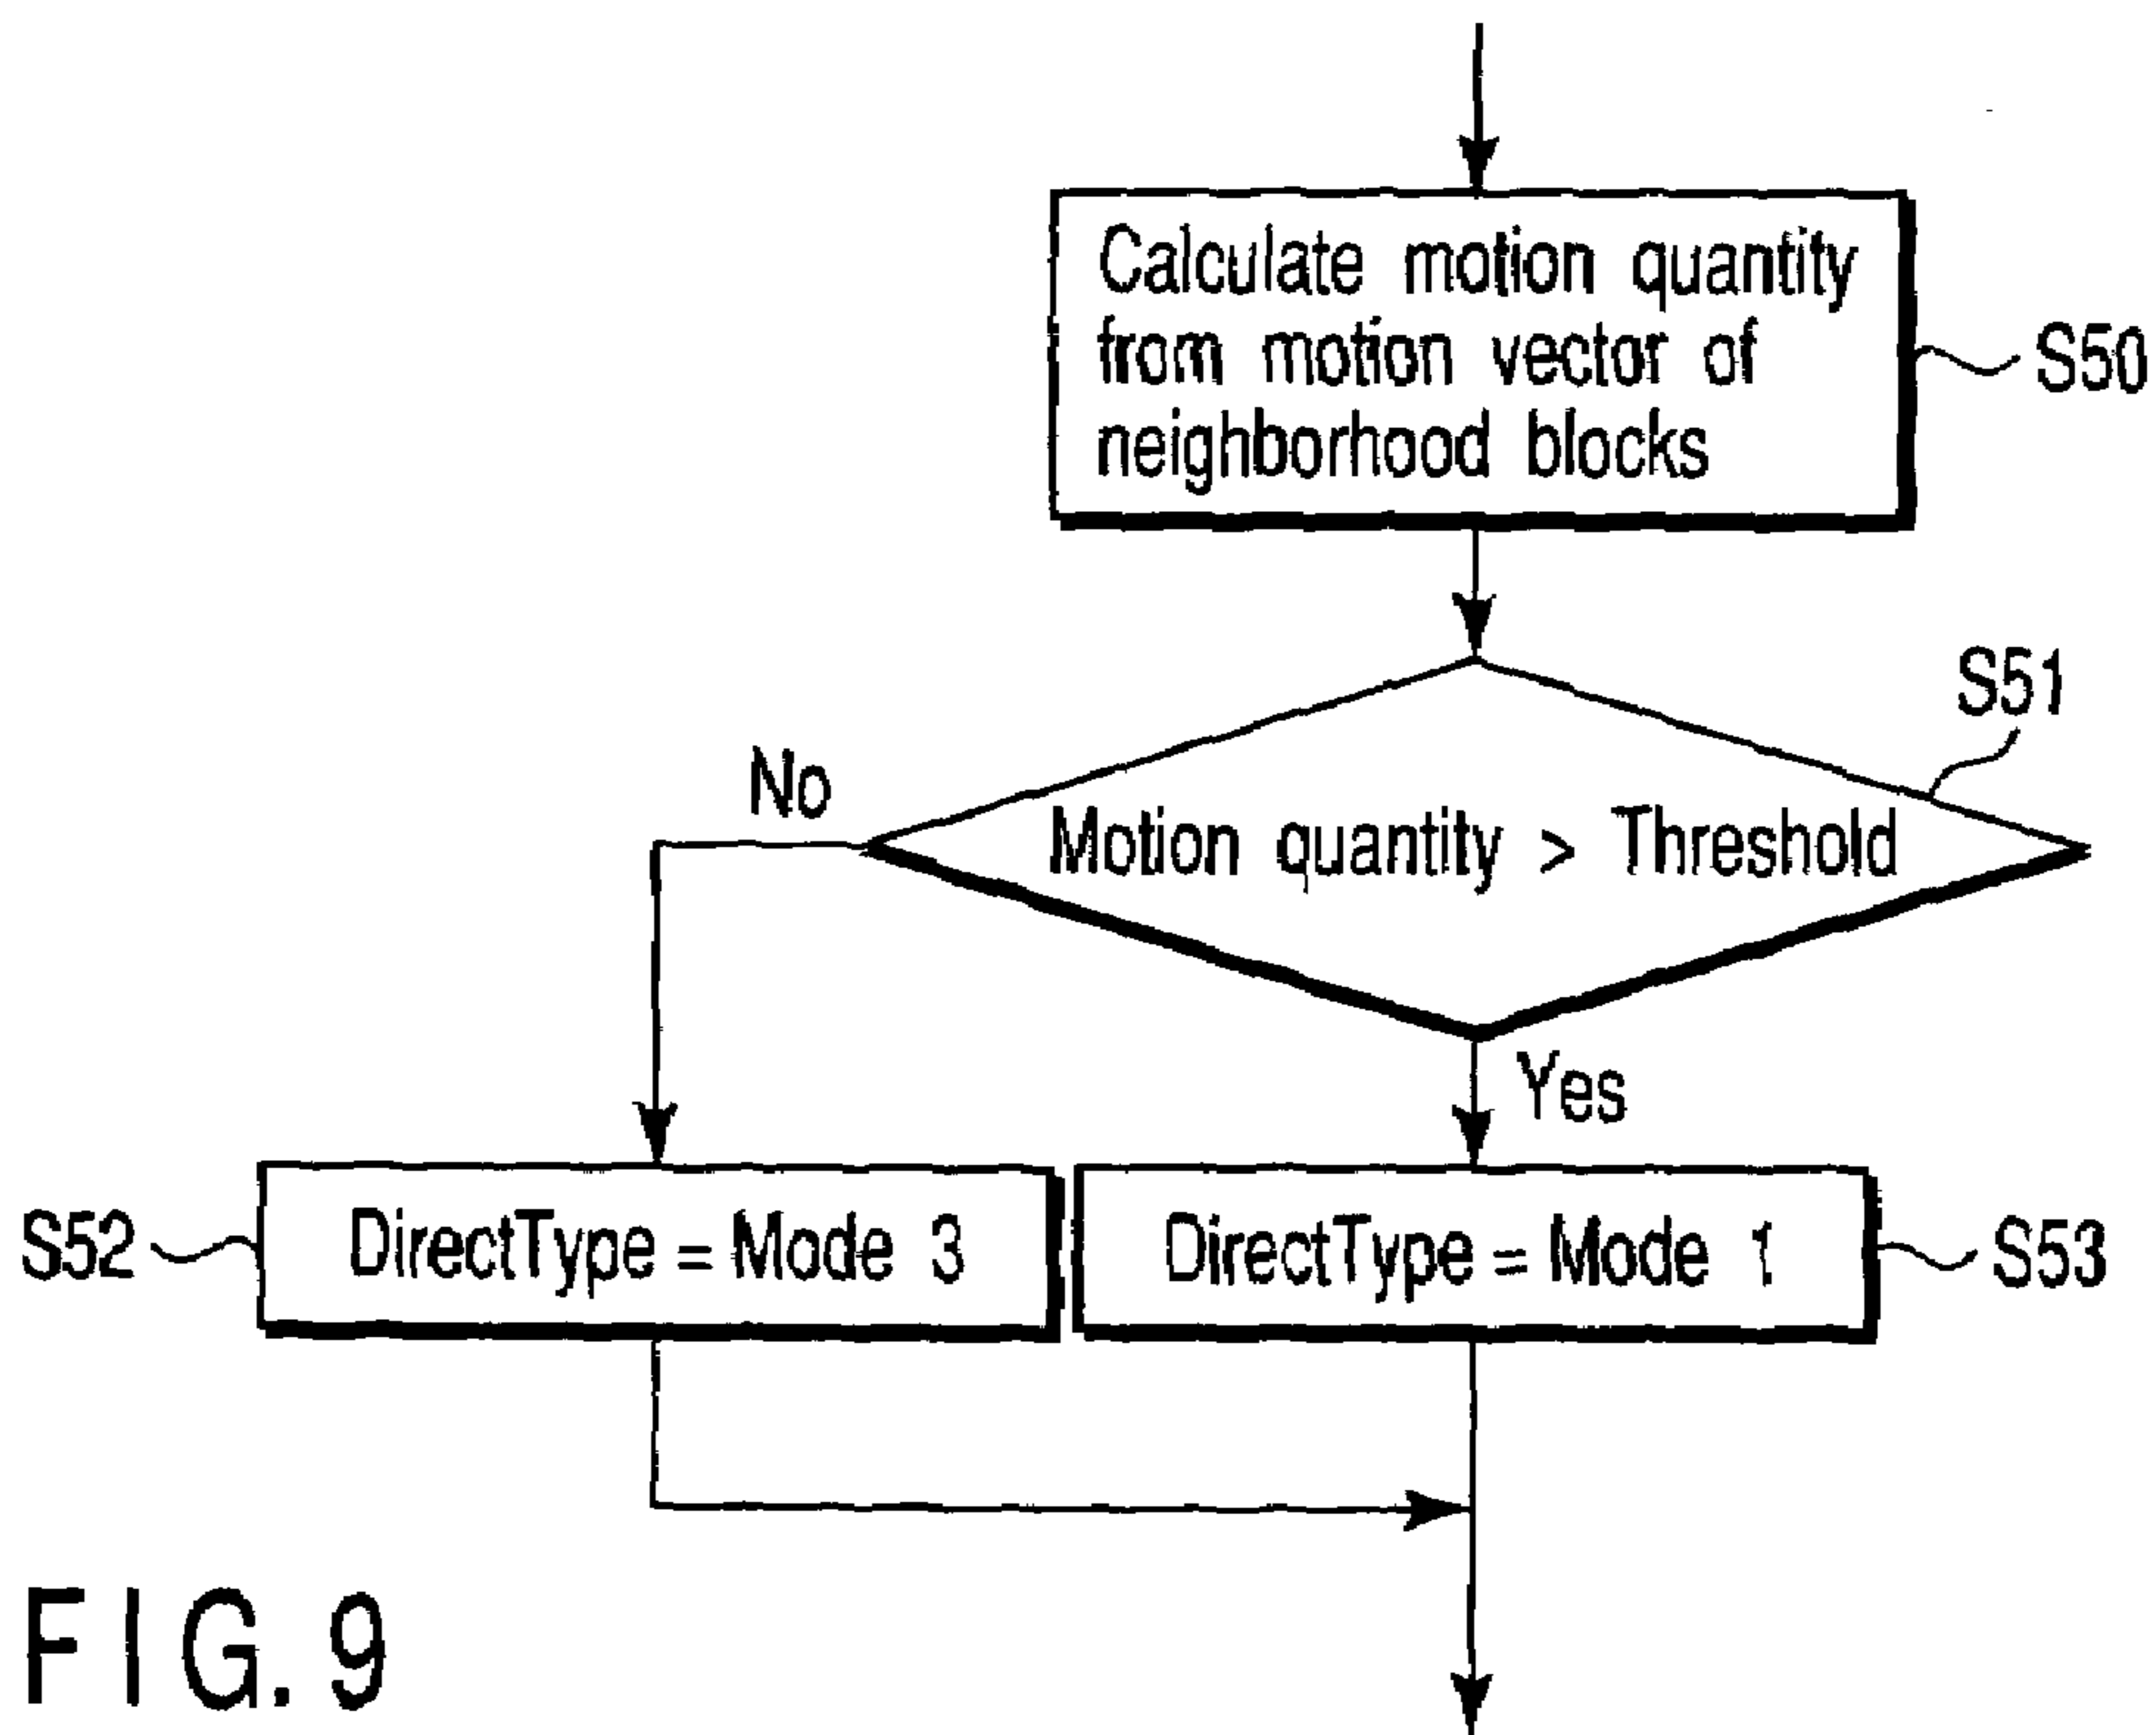 Calculate motion quantity
from motion vector of
neighborhood blocks
S50
S51
No
Motion quantity > Threshold
Yes
S52
DirectType = Mode 3
DirectType = Mode 1
S53
FIG. 9